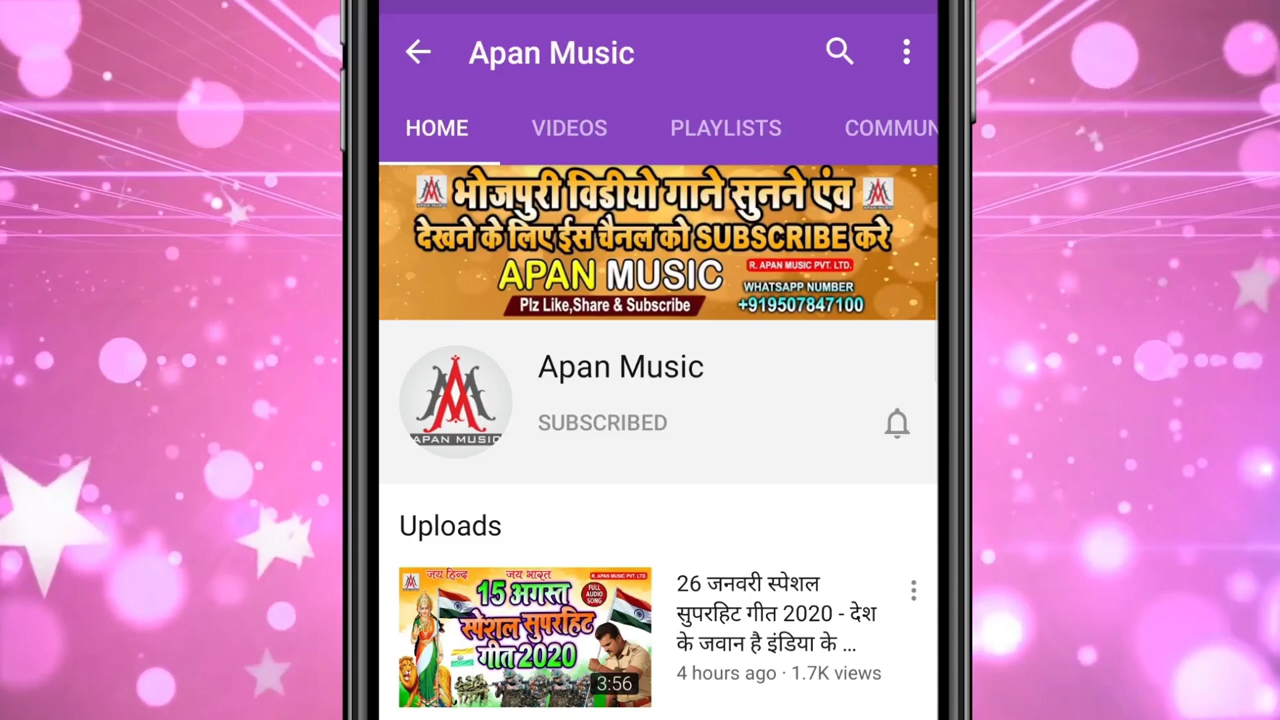 Apan Music
HOME VIDEOS PLAYLISTS COMMUN
भोजपुरी विडीयो गाने सुनने एंव
देखने के लिए ईस चैनल को SUBSCRIBE करे
APAN MUSIC
R. APAN MUSIC PVT. LTD.
Plz Like,Share & Subscribe
WHATSAPP NUMBER
+919507847100
APAN MUSIC
Apan Music
SUBSCRIBED
Uploads
जय हिन्द जय भारत
R. APAN MUSIC PVT. LTD
15 अगस्त
FULL
AUDIO
SONG
स्पेशल सुपरहिट
गीत 2020
3:56
26 जनवरी स्पेशल
सुपरहिट गीत 2020 - देश
के जवान है इंडिया के ...
4 hours ago · 1.7K views